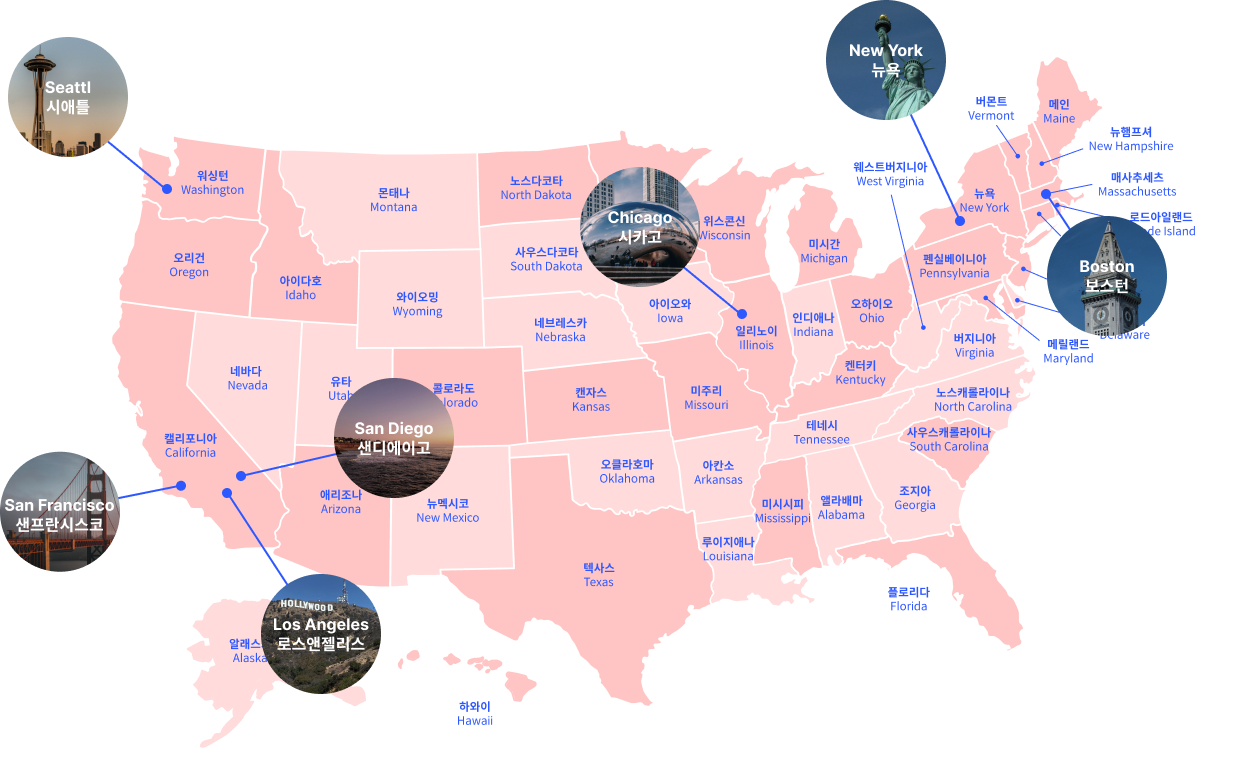 New York
뉴욕
Seattl
시애틀
버몬트
Vermont
메인
Maine
뉴햄프셔
New Hampshire
워싱턴
Washington
몬태나
Montana
노스다코타
North Dakota
웨스트버지니아
West Virginia
매사추세츠
Massachusetts
뉴욕
New York
로드아일랜드
de Island
Chicago
시카고
위스콘신
Wisconsin
미시간
Michigan
오리건
Oregon
사우스다코타
South Dakota
펜실베이니아
Pennsylvania
Boston
보스턴
아이다호
Idaho
와이오밍
Wyoming
아이오와
Iowa
오하이오
Ohio
네브래스카
Nebraska
일리노이
Illinois
인디애나
Indiana
버지니아
Virginia
메릴랜드
Maryland
Delaware
네바다
Nevada
유타
Utah
콜로라도
lorado
캔자스
Kansas
미주리
Missouri
켄터키
Kentucky
노스캐롤라이나
North Carolina
캘리포니아
California
San Diego
샌디에이고
테네시
Tennessee
사우스캐롤라이나
South Carolina
San Francisco
샌프란시스코
애리조나
Arizona
뉴멕시코
New Mexico
오클라호마
Oklahoma
아칸소
Arkansas
미시시피
Mississippi
앨라배마
Alabama
조지아
Georgia
루이지애나
Louisiana
텍사스
Texas
플로리다
Florida
HOLLYWOOD
Los Angeles
로스앤젤리스
알래스
Alaska
하와이
Hawaii